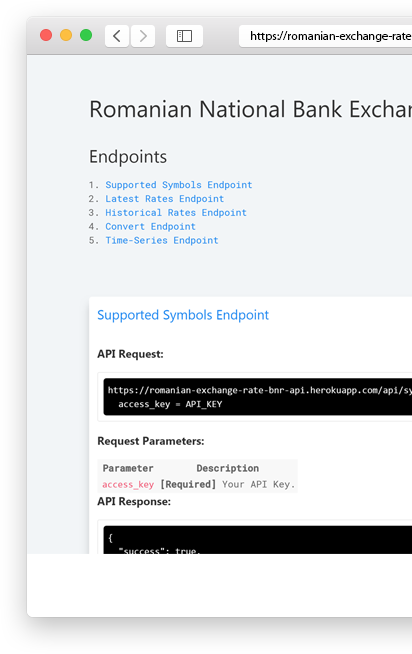 https://romanian-exchange-rate
Romanian National Bank Exchan
Endpoints
1. Supported Symbols Endpoint
2. Latest Rates Endpoint
3. Historical Rates Endpoint
4. Convert Endpoint
5. Time-Series Endpoint
Supported Symbols Endpoint
API Request:
https://romanian-exchange-rate-bnr-api.herokuapp.com/api/sy
access_key = API_KEY
Request Parameters:
Parameter Description
access_key [Required] Your API Key.
API Response:
{
"success": true,